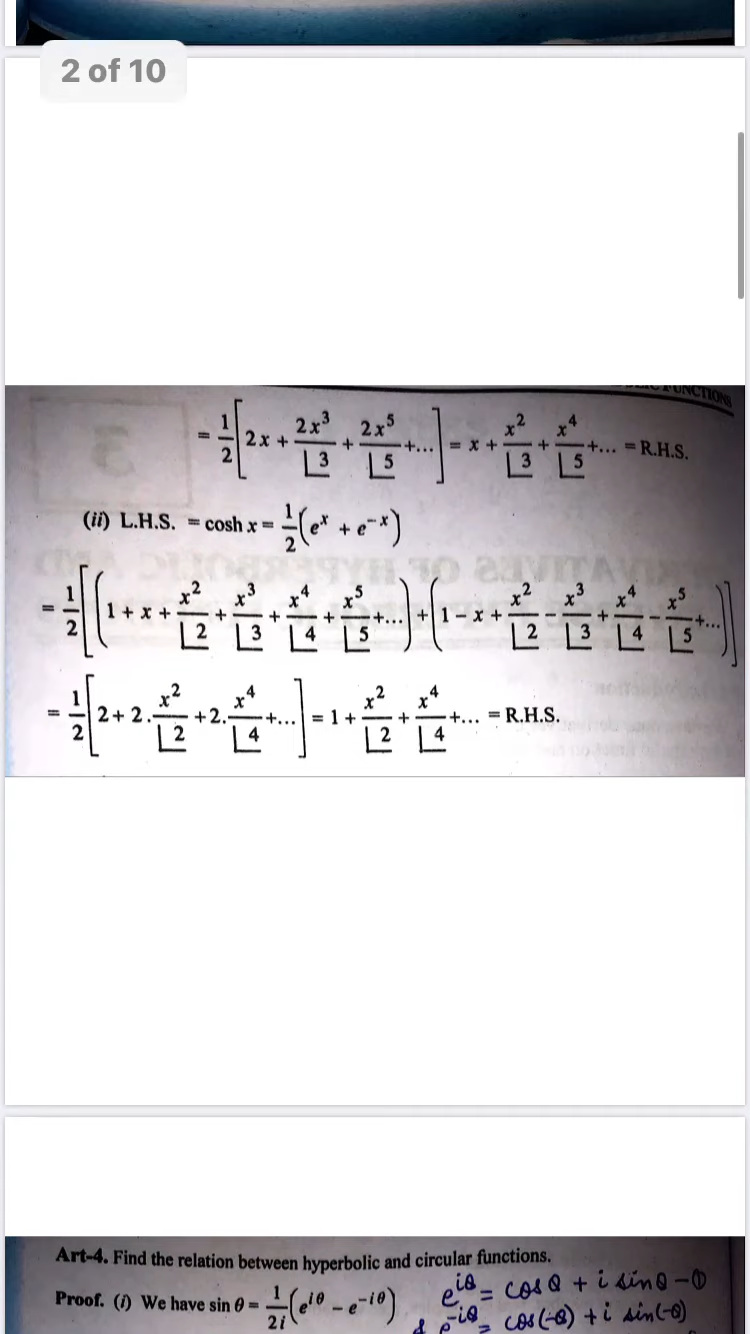 2 of 10
= 1/2 [2x + 2x³/⌊3 + 2x⁵/⌊5 +...] = x + x²/⌊3 + x⁴/⌊5 +... = R.H.S.
(ii) L.H.S. = cosh x = 1/2 (eˣ + e⁻ˣ)
= 1/2 [(1 + x + x²/⌊2 + x³/⌊3 + x⁴/⌊4 + x⁵/⌊5 +...) + (1 − x + x²/⌊2 − x³/⌊3 + x⁴/⌊4 − x⁵/⌊5 +...)]
= 1/2 [2 + 2. x²/⌊2 + 2. x⁴/⌊4 +...] = 1 + x²/⌊2 + x⁴/⌊4 +... = R.H.S.
Art-4. Find the relation between hyperbolic and circular functions.
Proof. (i) We have sin θ = 1/2i (e^iθ − e^−iθ) e^iθ = cos θ + i sin θ − ①
& e^−iθ = cos(−θ) + i sin(−θ)